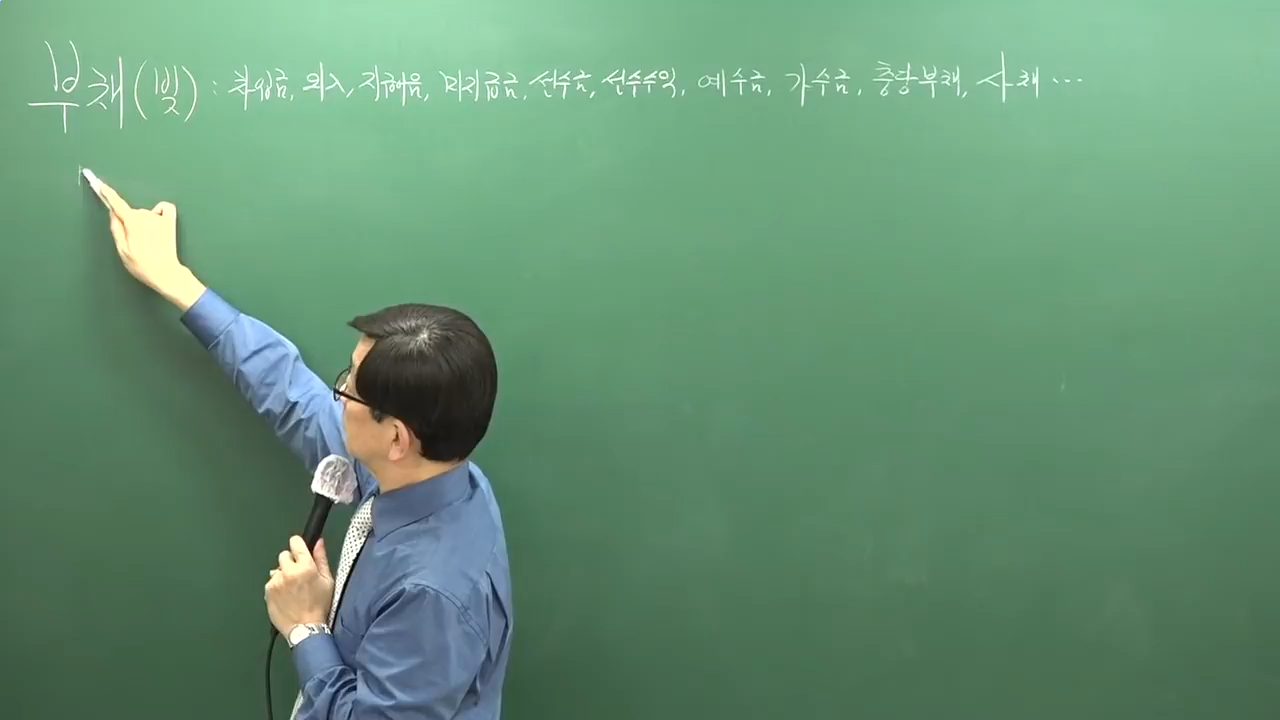 부채(빚) : 차입금, 외入, 지급어음, 미지급금, 선수금, 선수수익, 예수금, 가수금, 충당부채, 사채 …